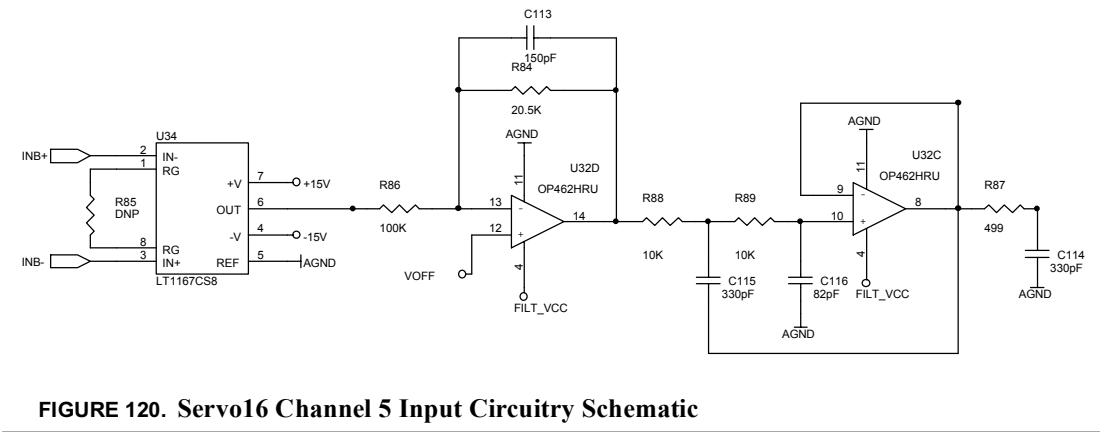 C113
150pF
R84
20.5K
AGND
U32D
OP462HRU
11
13
12
14
4
VOFF
FILT_VCC
U34
INB+
2
IN-
1
RG
R85
DNP
8
RG
INB-
3
IN+
LT1167CS8
+V
7
+15V
OUT
6
-V
4
-15V
REF
5
AGND
R86
100K
R88
10K
R89
10K
C115
330pF
C116
82pF
AGND
AGND
U32C
OP462HRU
11
9
10
8
4
FILT_VCC
R87
499
C114
330pF
AGND
FIGURE 120. Servo16 Channel 5 Input Circuitry Schematic